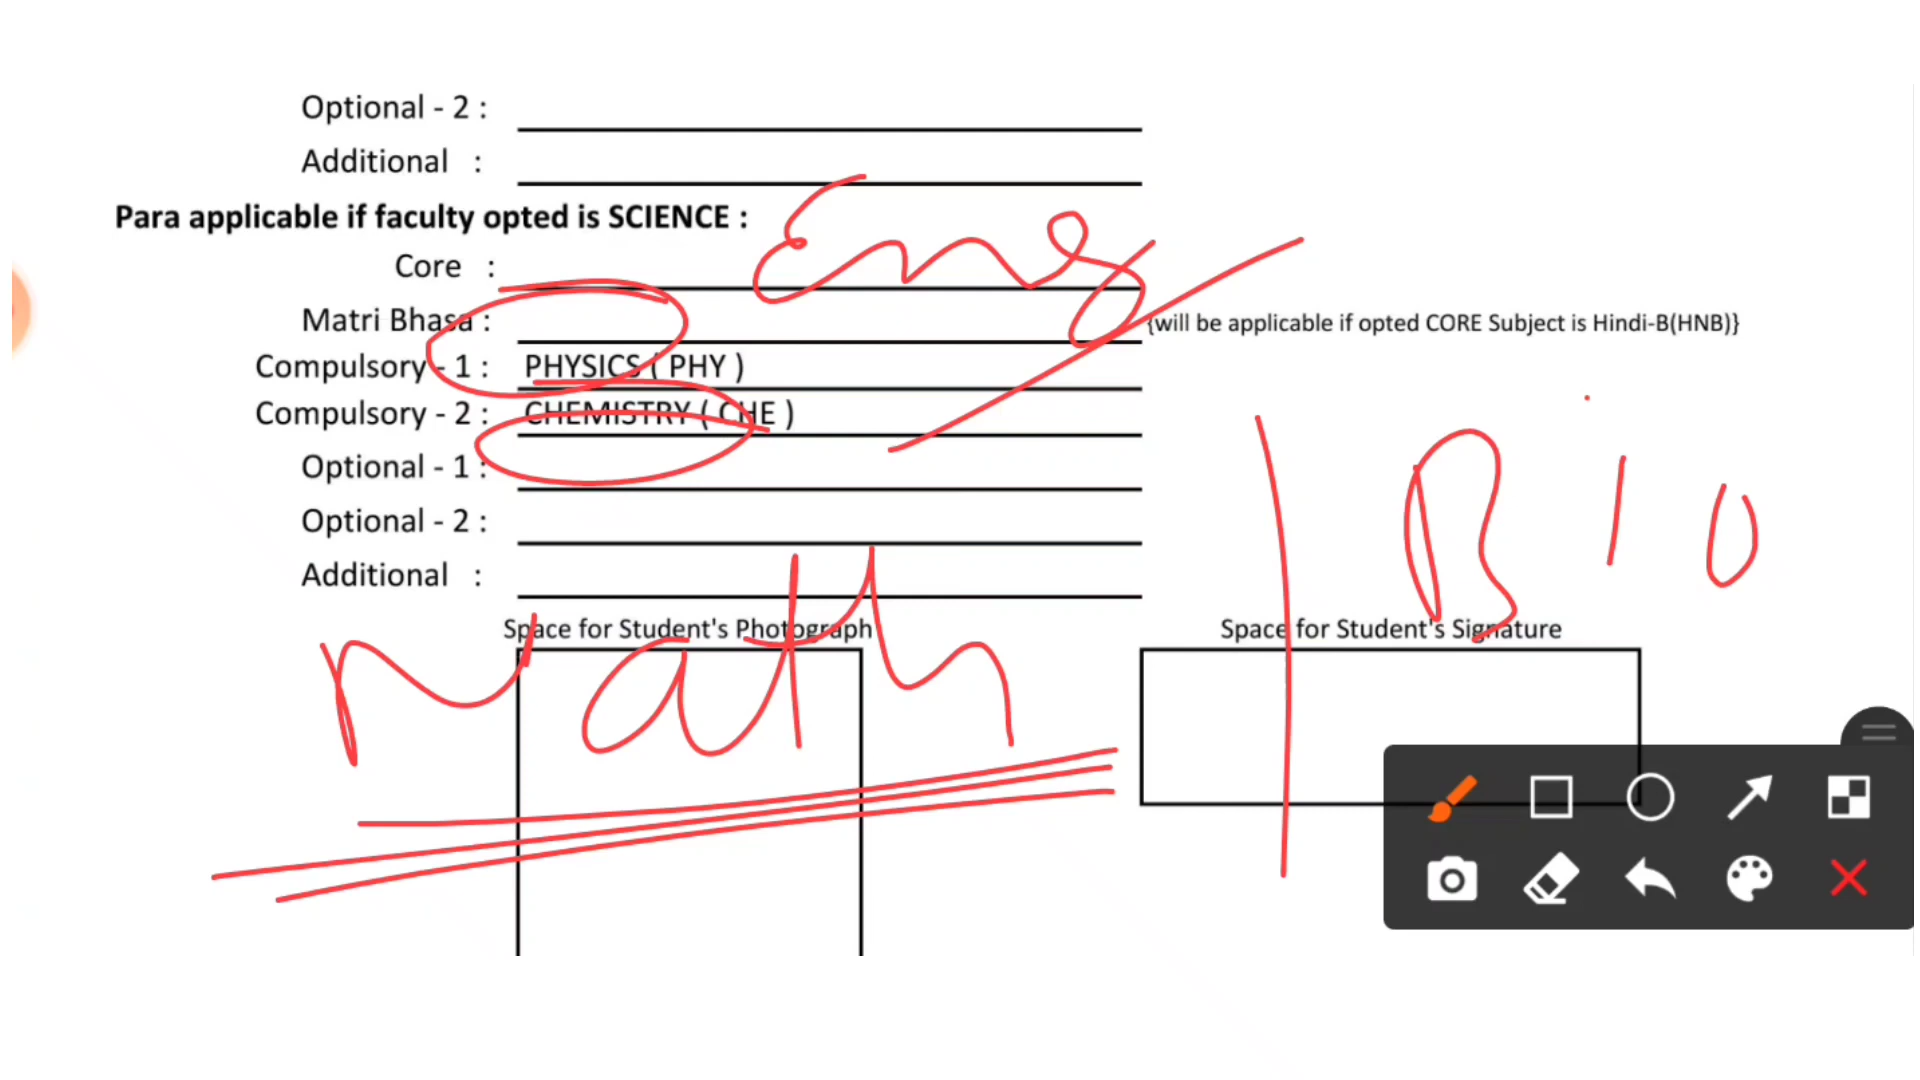 Optional - 2 :
Additional :
Para applicable if faculty opted is SCIENCE :
Core : Eng
Matri Bhasa : {will be applicable if opted CORE Subject is Hindi-B(HNB)}
Compulsory - 1 : PHYSICS ( PHY )
Compulsory - 2 : CHEMISTRY ( CHE )
Optional - 1 :
Optional - 2 :
Additional :
Bio
Space for Student's Photograph Space for Student's Signature
Math